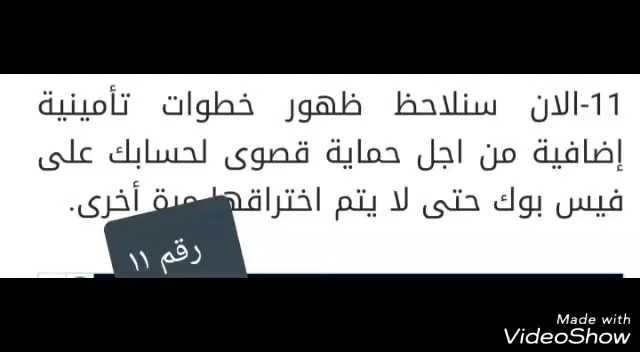 11-الان سنلاحظ ظهور خطوات تأمينية
إضافية من اجل حماية قصوى لحسابك على
فيس بوك حتى لا يتم اختراقها مرة أخرى.
رقم ١١
Made with
VideoShow